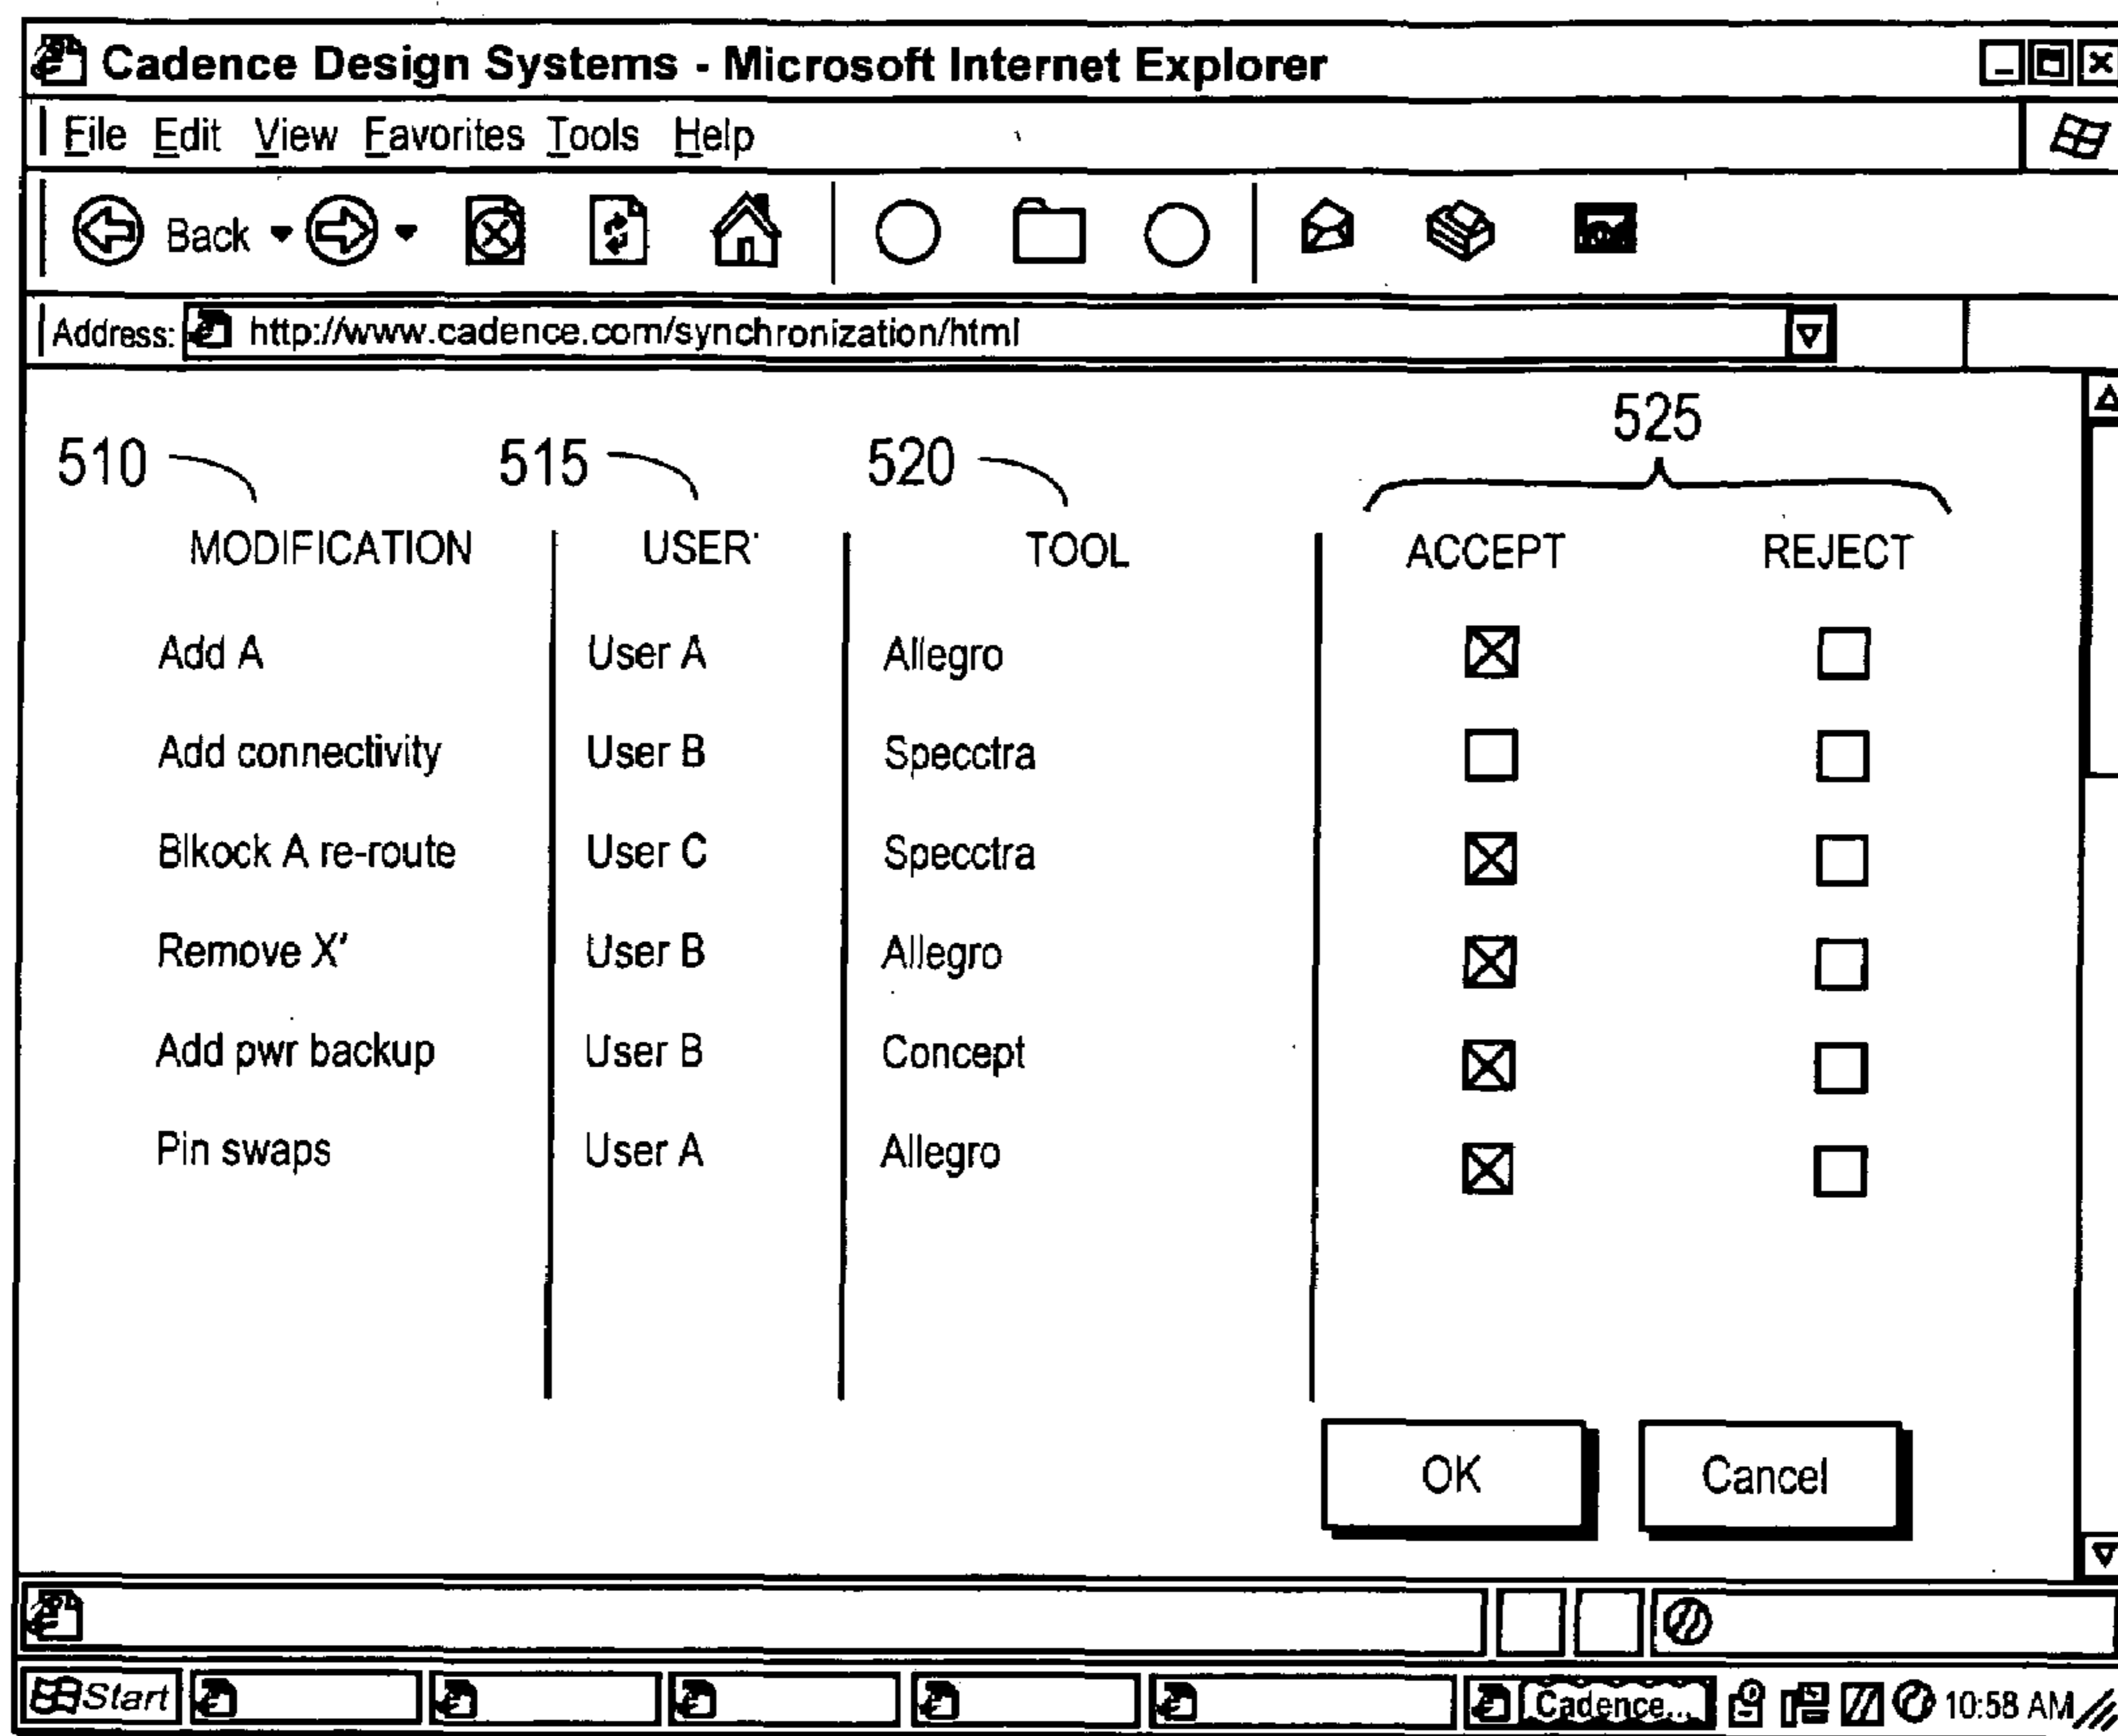 Cadence Design Systems - Microsoft Internet Explorer
File Edit View Favorites Tools Help
Back
Address: http://www.cadence.com/synchronization/html
525
510 515 520
MODIFICATION USER TOOL ACCEPT REJECT
Add A User A Allegro
Add connectivity User B Specctra
Blkock A re-route User C Specctra
Remove X' User B Allegro
Add pwr backup User B Concept
Pin swaps User A Allegro
OK Cancel
Start Cadence... 10:58 AM